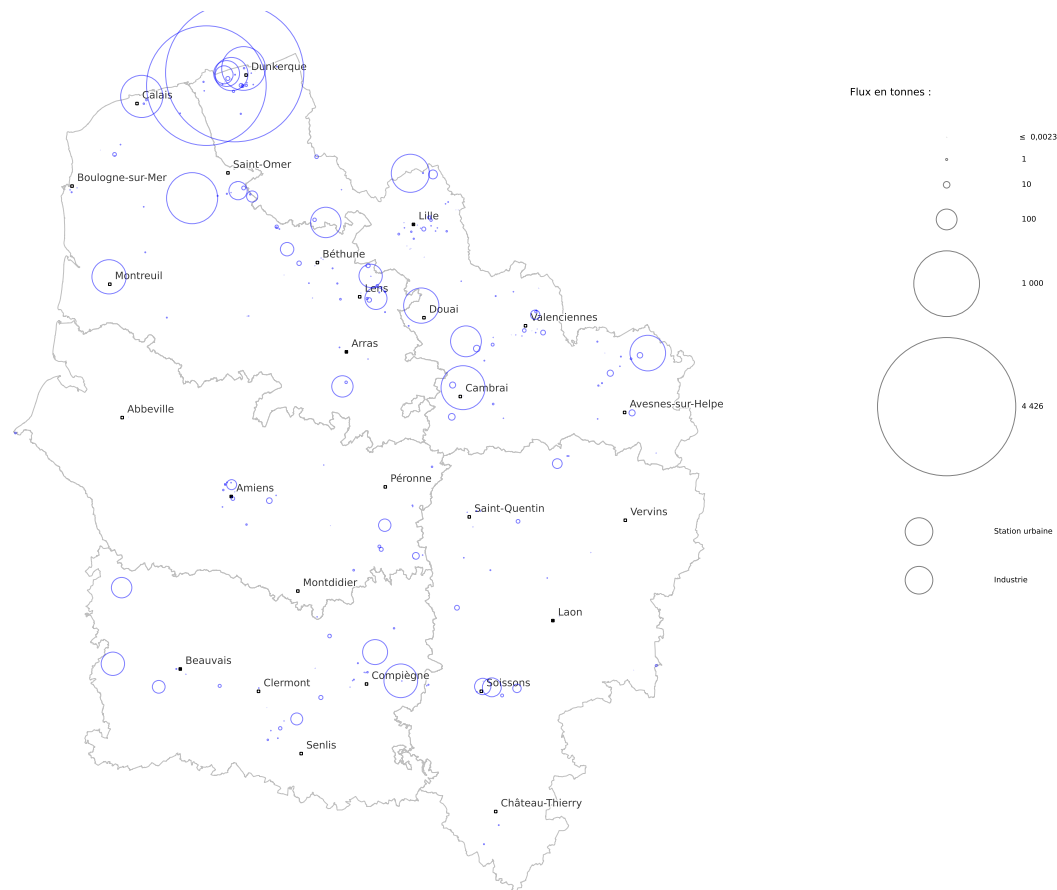 Dunkerque
Calais
Saint-Omer
Boulogne-sur-Mer
Lille
Béthune
Montreuil
Lens
Douai
Valenciennes
Arras
Cambrai
Avesnes-sur-Helpe
Abbeville
Péronne
Amiens
Saint-Quentin
Vervins
Montdidier
Laon
Beauvais
Compiègne
Clermont
Soissons
Senlis
Château-Thierry
Flux en tonnes :
≤ 0,0023
1
10
100
1 000
4 426
Station urbaine
Industrie